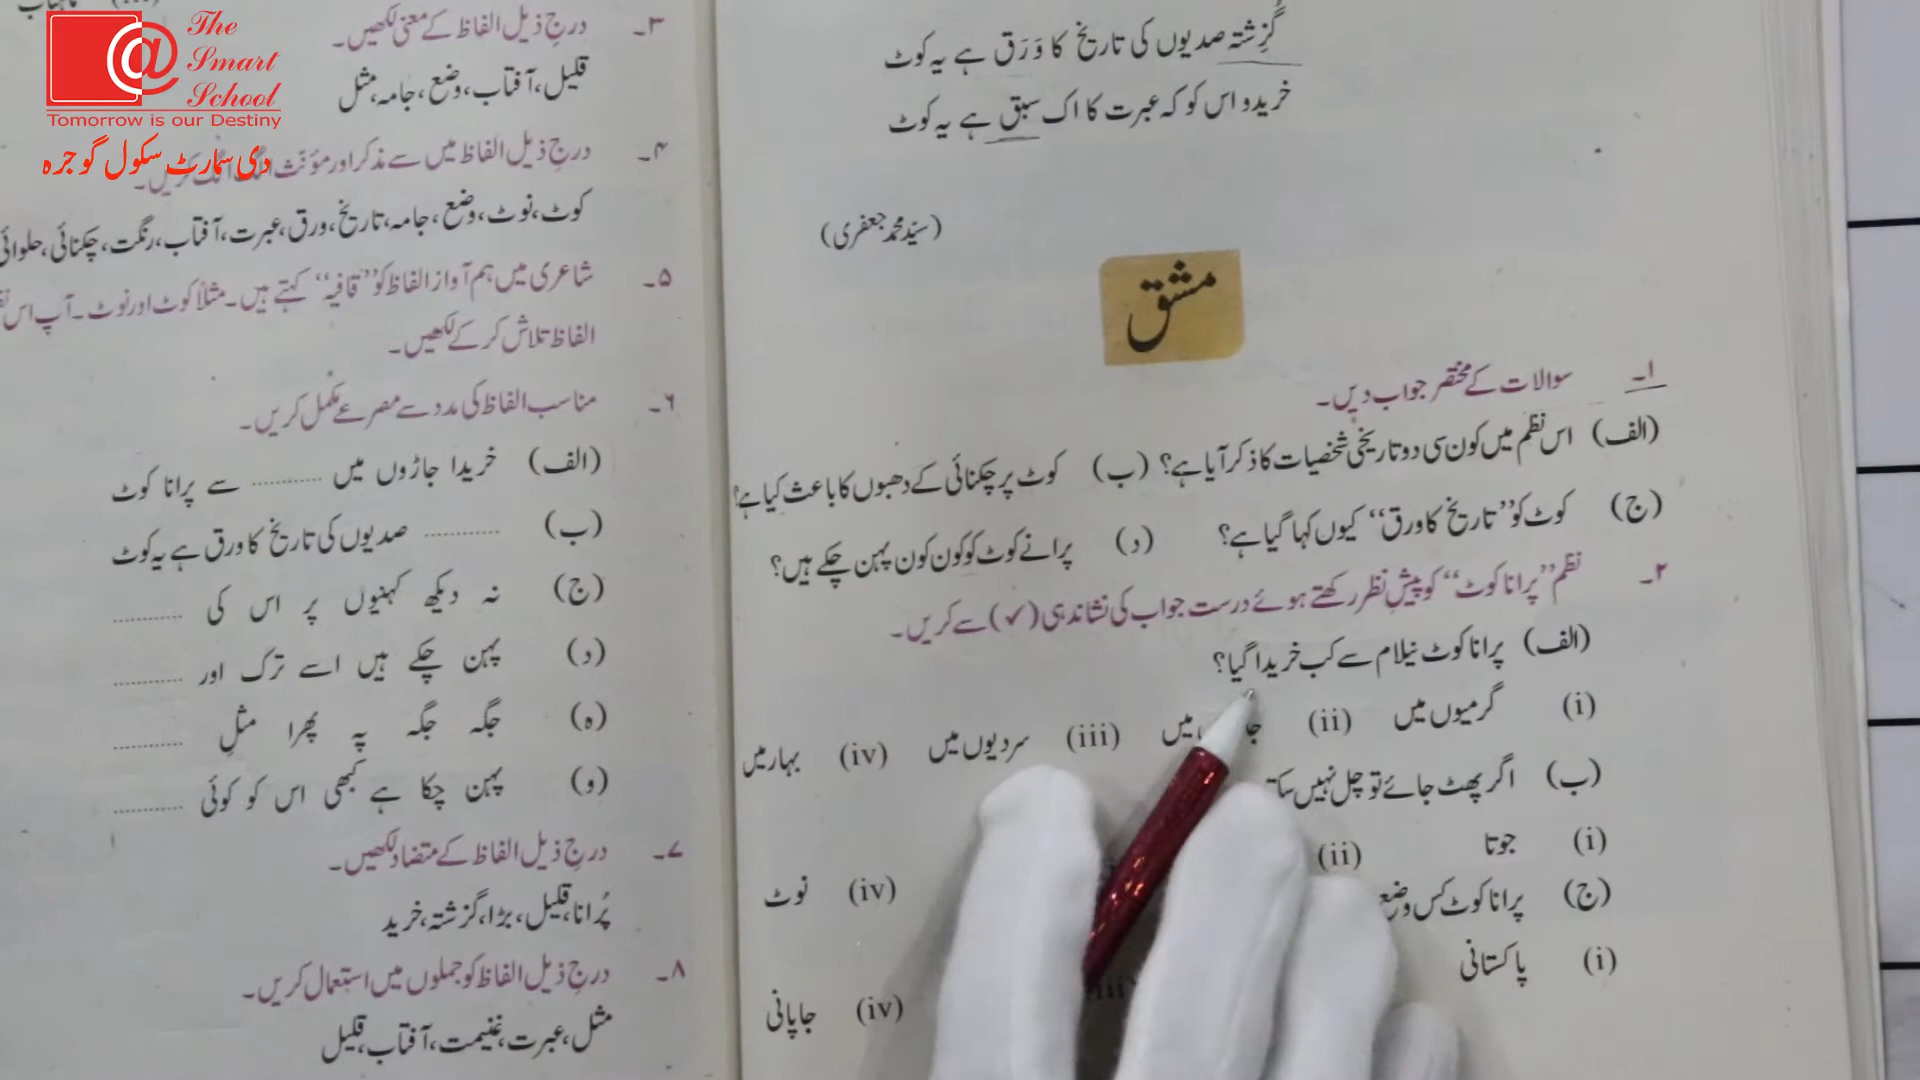 The
Smart
School
Tomorrow is our Destiny
دی سمارٹ سکول گوجرہ
گُزِشتہ صدیوں کی تاریخ کا وَرَق ہے یہ کوٹ
خریدو اس کو کہ عبرت کا اک سبق ہے یہ کوٹ
(سیّد محمد جعفری)
مشق
۱۔ سوالات کے مختصر جواب دیں۔
(الف) اس نظم میں کون سی دو تاریخی شخصیات کا ذکر آیا ہے؟ (ب) کوٹ پر چکنائی کے دھبوں کا باعث کیا ہے؟
(ج) کوٹ کو ’’تاریخ کا ورق‘‘ کیوں کہا گیا ہے؟ (د) پرانے کوٹ کو کون کون پہن چکے ہیں؟
۲۔ نظم ’’پرانا کوٹ‘‘ کو پیشِ نظر رکھتے ہوئے درست جواب کی نشاندہی (✓) سے کریں۔
(الف) پرانا کوٹ نیلام سے کب خریدا گیا؟
(i) گرمیوں میں (ii) میں (iii) سردیوں میں (iv) بہار میں
(ب) اگر پھٹ جائے تو چل نہیں سکتا
(i) جوتا (ii) (iv) نوٹ
(ج) پرانا کوٹ کس وضع
(i) پاکستانی (iii) (iv) جاپانی
۳۔ درج ذیل الفاظ کے معنی لکھیں۔
قلیل، آفتاب، وضع، جامہ، مثل
۴۔ درجِ ذیل الفاظ میں سے مذکر اور مؤنّث الگ الگ کریں۔
کوٹ، نوٹ، وضع، جامہ، تاریخ، ورق، عبرت، آفتاب، رنگت، چکنائی، حلوائی
۵۔ شاعری میں ہم آواز الفاظ کو ’’قافیہ‘‘ کہتے ہیں۔ مثلاً کوٹ اور نوٹ۔ آپ اس
الفاظ تلاش کر کے لکھیں۔
۶۔ مناسب الفاظ کی مدد سے مصرعے مکمل کریں۔
(الف) خریدا جاڑوں میں ............ سے پرانا کوٹ
(ب) ............ صدیوں کی تاریخ کا ورق ہے یہ کوٹ
(ج) نہ دیکھ کہنیوں پر اس کی ............
(د) پہن چکے ہیں اسے ترک اور ............
(ہ) جگہ جگہ پہ پھرا مثلِ ............
(و) پہن چکا ہے کبھی اس کو کوئی ............
۷۔ درجِ ذیل الفاظ کے متضاد لکھیں۔
پُرانا، قلیل، بڑا، گزشتہ، خرید
۸۔ درجِ ذیل الفاظ کو جملوں میں استعمال کریں۔
مثل، عبرت، غنیمت، آفتاب، قلیل